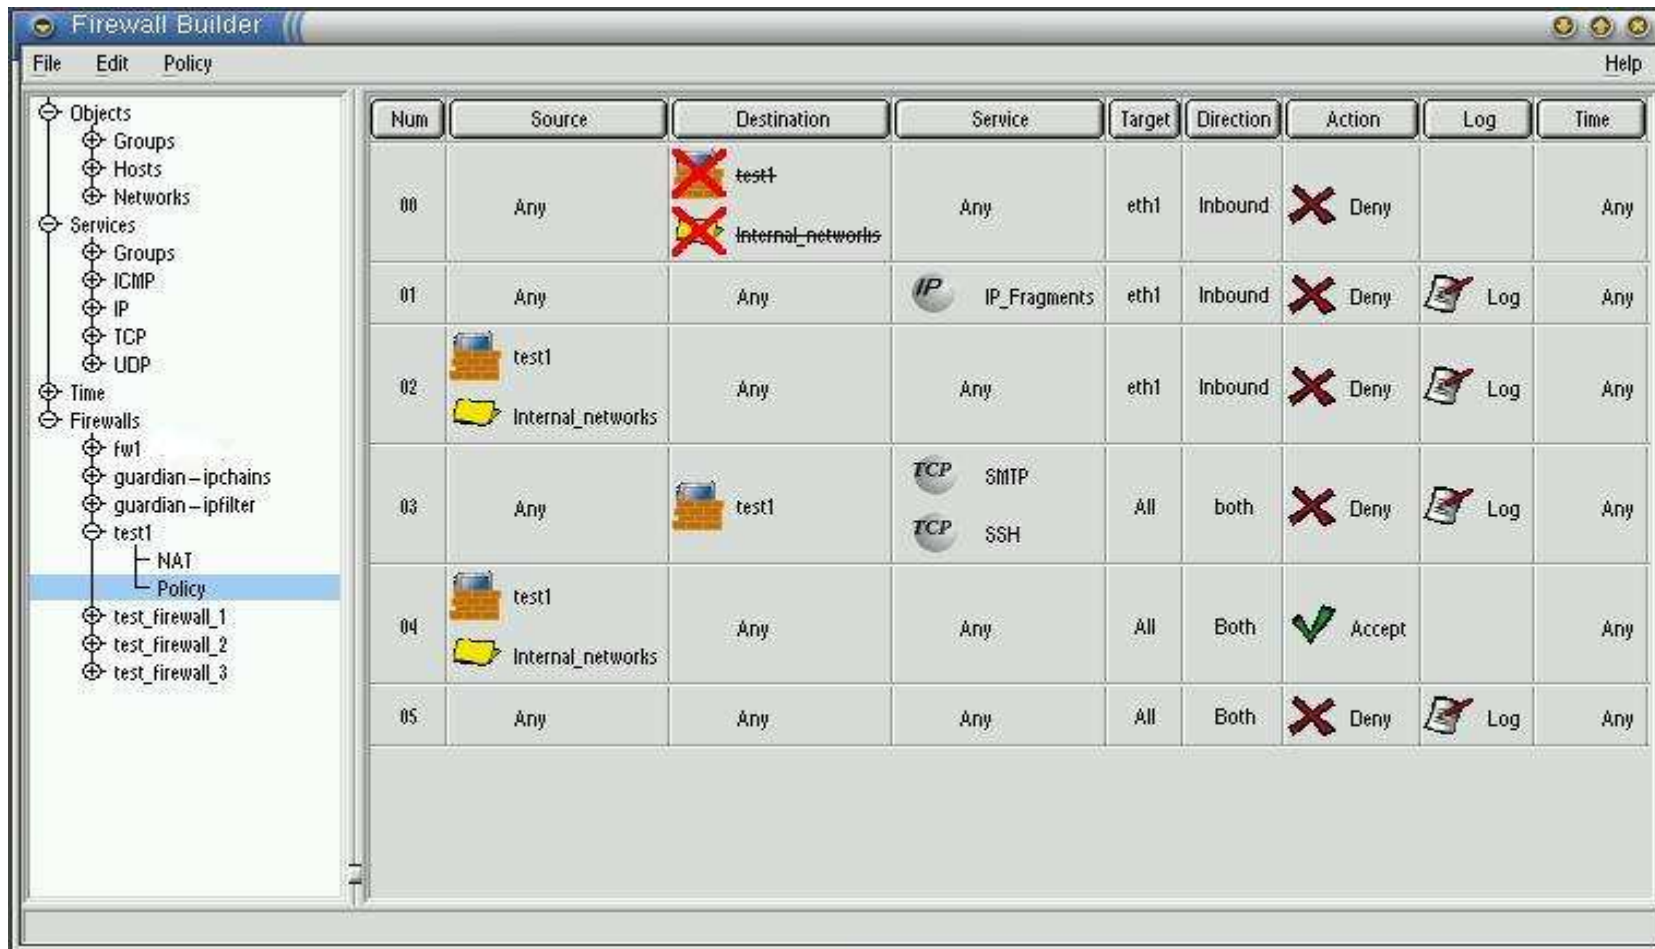 Firewall Builder
File Edit Policy Help
Objects
Groups
Hosts
Networks
Services
Groups
ICMP
IP
TCP
UDP
Time
Firewalls
fw1
guardian-ipchains
guardian-ipfilter
test1
NAT
Policy
test_firewall_1
test_firewall_2
test_firewall_3
Num Source Destination Service Target Direction Action Log Time
test1
00 Any Any eth1 Inbound Deny Any
Internal_networks
01 Any Any IP IP_Fragments eth1 Inbound Deny Log Any
test1
02 Any Any eth1 Inbound Deny Log Any
Internal_networks
TCP SMTP
03 Any test1 All both Deny Log Any
TCP SSH
test1
04 Any Any All Both Accept Any
Internal_networks
05 Any Any Any All Both Deny Log Any